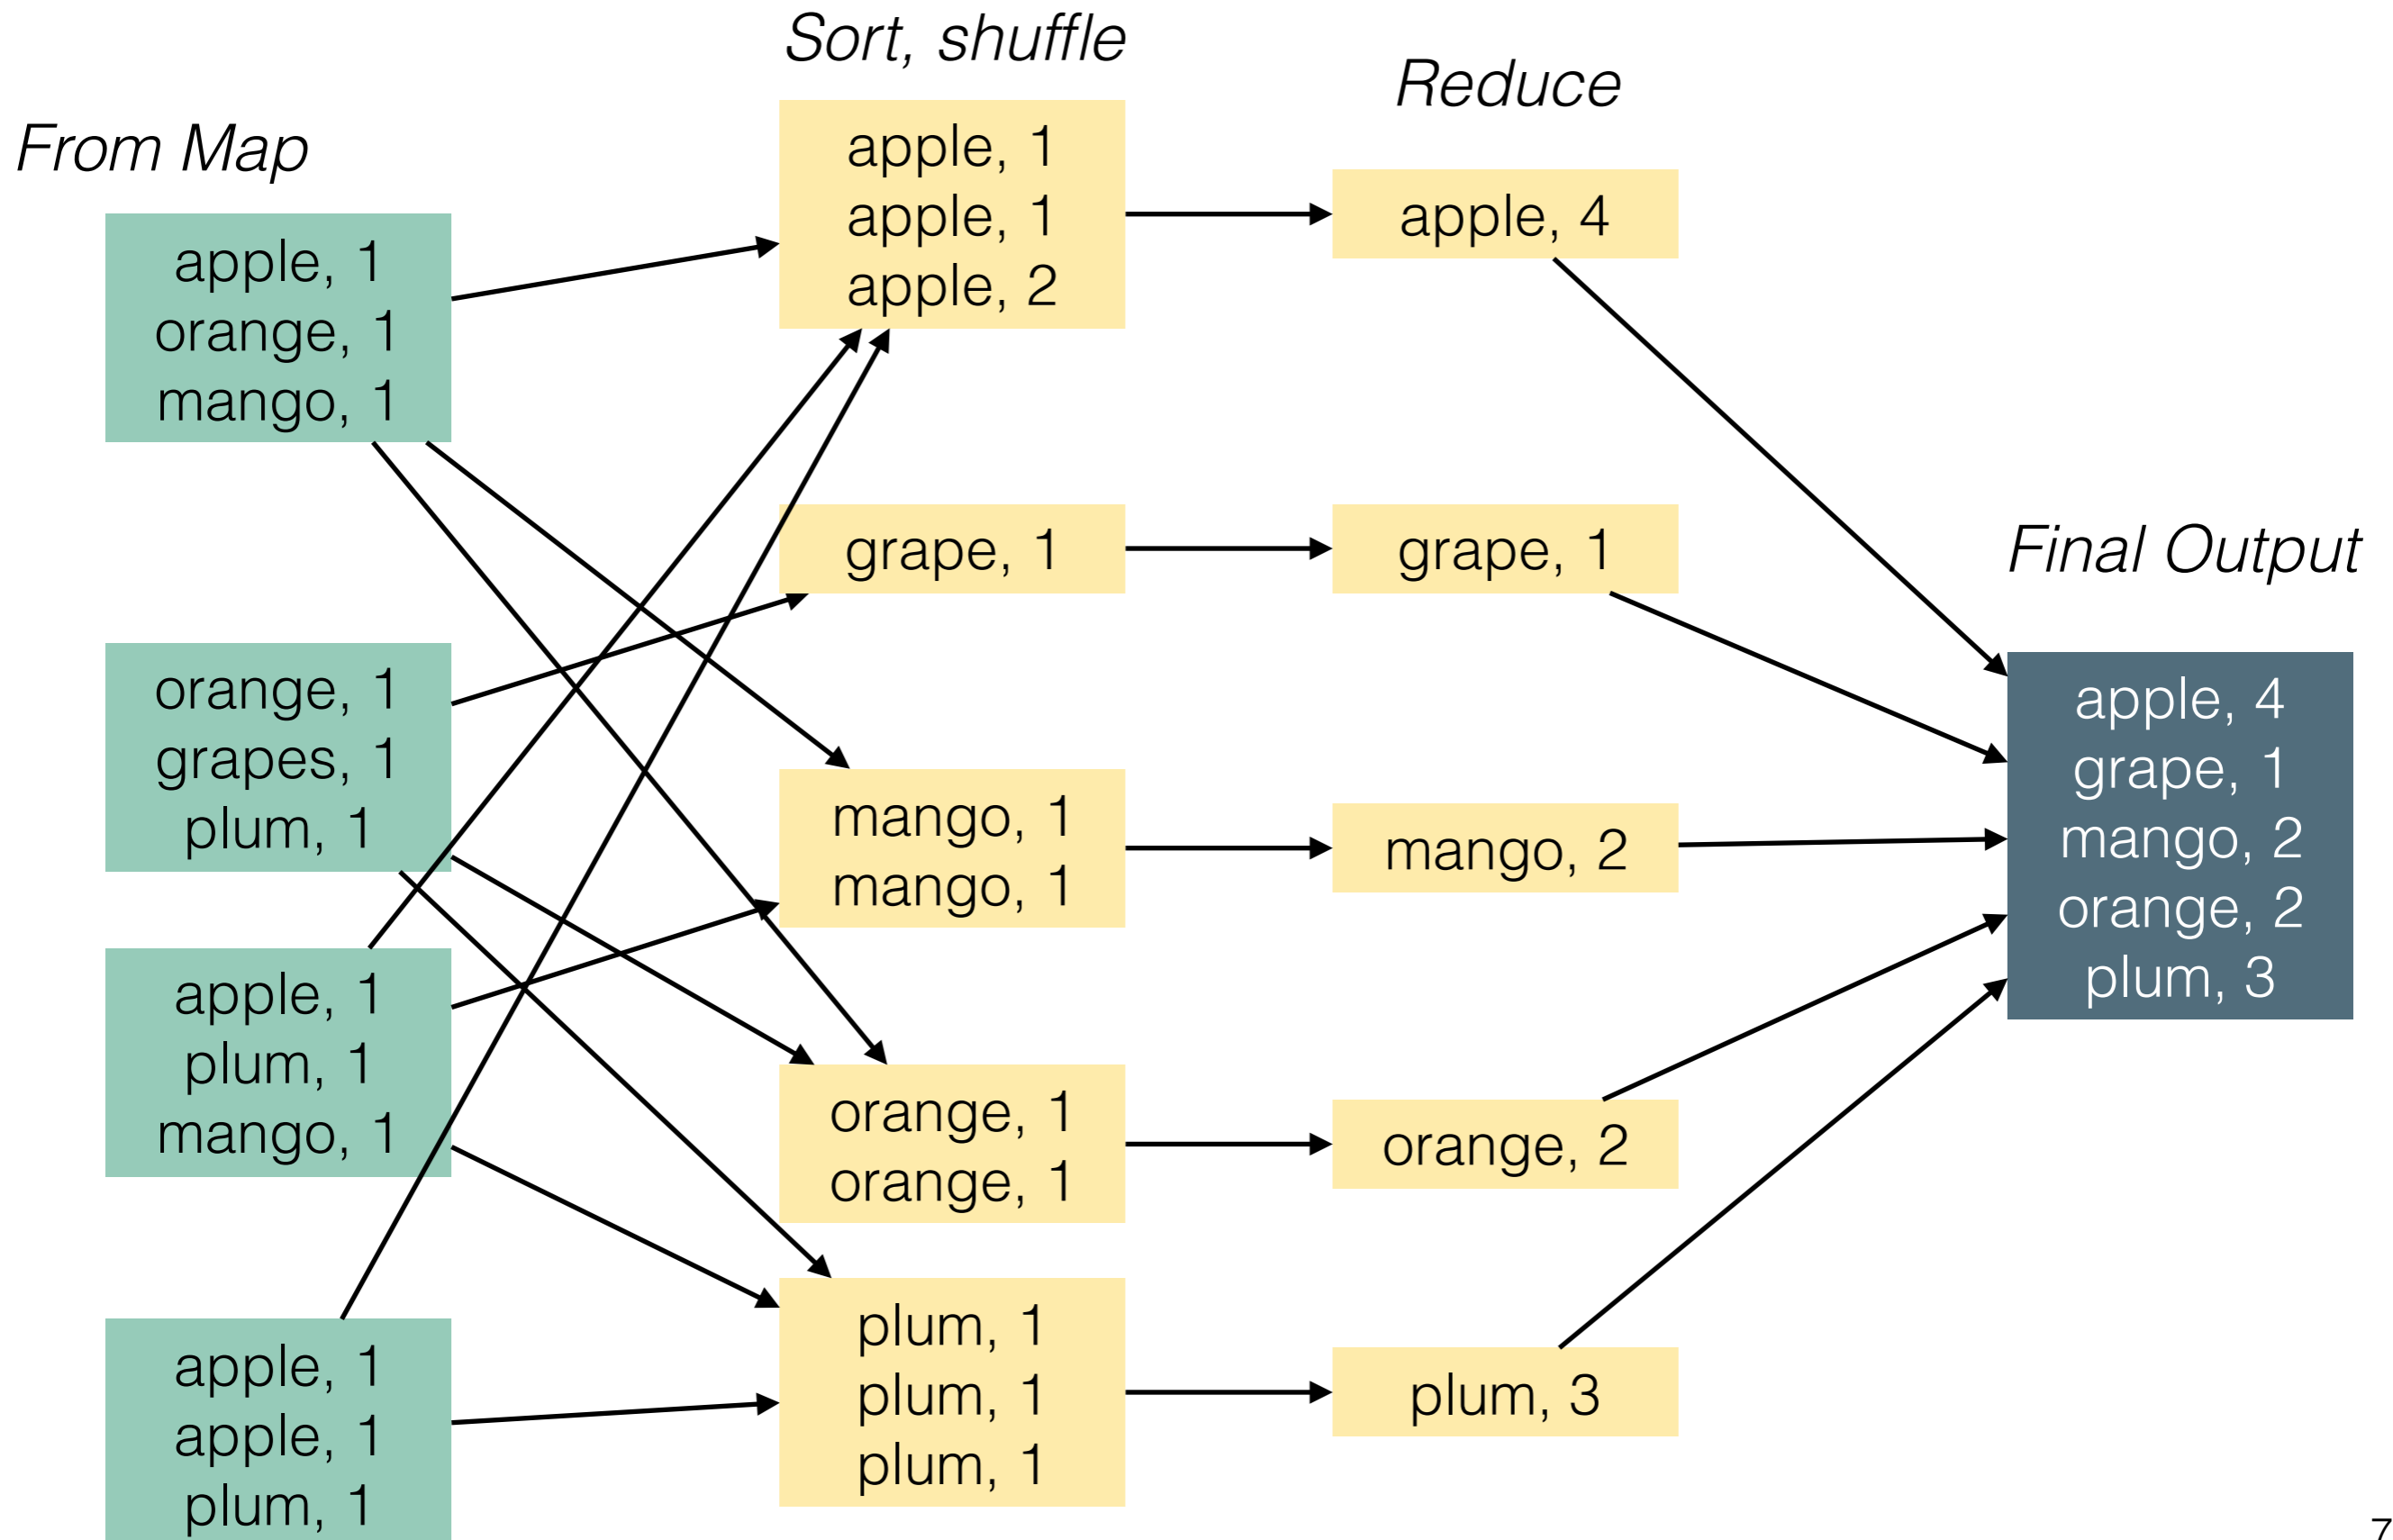 From Map
apple, 1
orange, 1
mango, 1
orange, 1
grapes, 1
plum, 1
apple, 1
plum, 1
mango, 1
apple, 1
apple, 1
plum, 1
Sort, shuffle
apple, 1
apple, 1
apple, 2
grape, 1
mango, 1
mango, 1
orange, 1
orange, 1
plum, 1
plum, 1
plum, 1
Reduce
apple, 4
grape, 1
mango, 2
orange, 2
plum, 3
Final Output
apple, 4
grape, 1
mango, 2
orange, 2
plum, 3
7